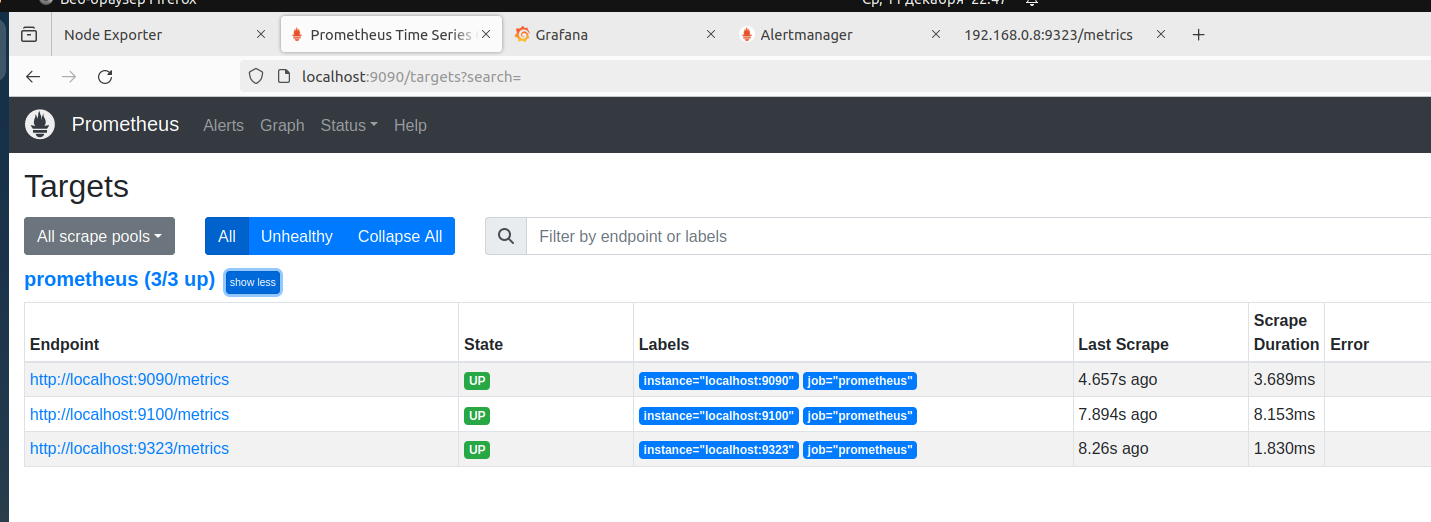 Веб-браузер Firefox Ср, 11 декабря 22:47
Node Exporter Prometheus Time Series Grafana Alertmanager 192.168.0.8:9323/metrics
localhost:9090/targets?search=
Prometheus Alerts Graph Status Help
Targets
All scrape pools All Unhealthy Collapse All Filter by endpoint or labels
prometheus (3/3 up) show less
Endpoint State Labels Last Scrape Scrape Duration Error
http://localhost:9090/metrics UP instance="localhost:9090" job="prometheus" 4.657s ago 3.689ms
http://localhost:9100/metrics UP instance="localhost:9100" job="prometheus" 7.894s ago 8.153ms
http://localhost:9323/metrics UP instance="localhost:9323" job="prometheus" 8.26s ago 1.830ms